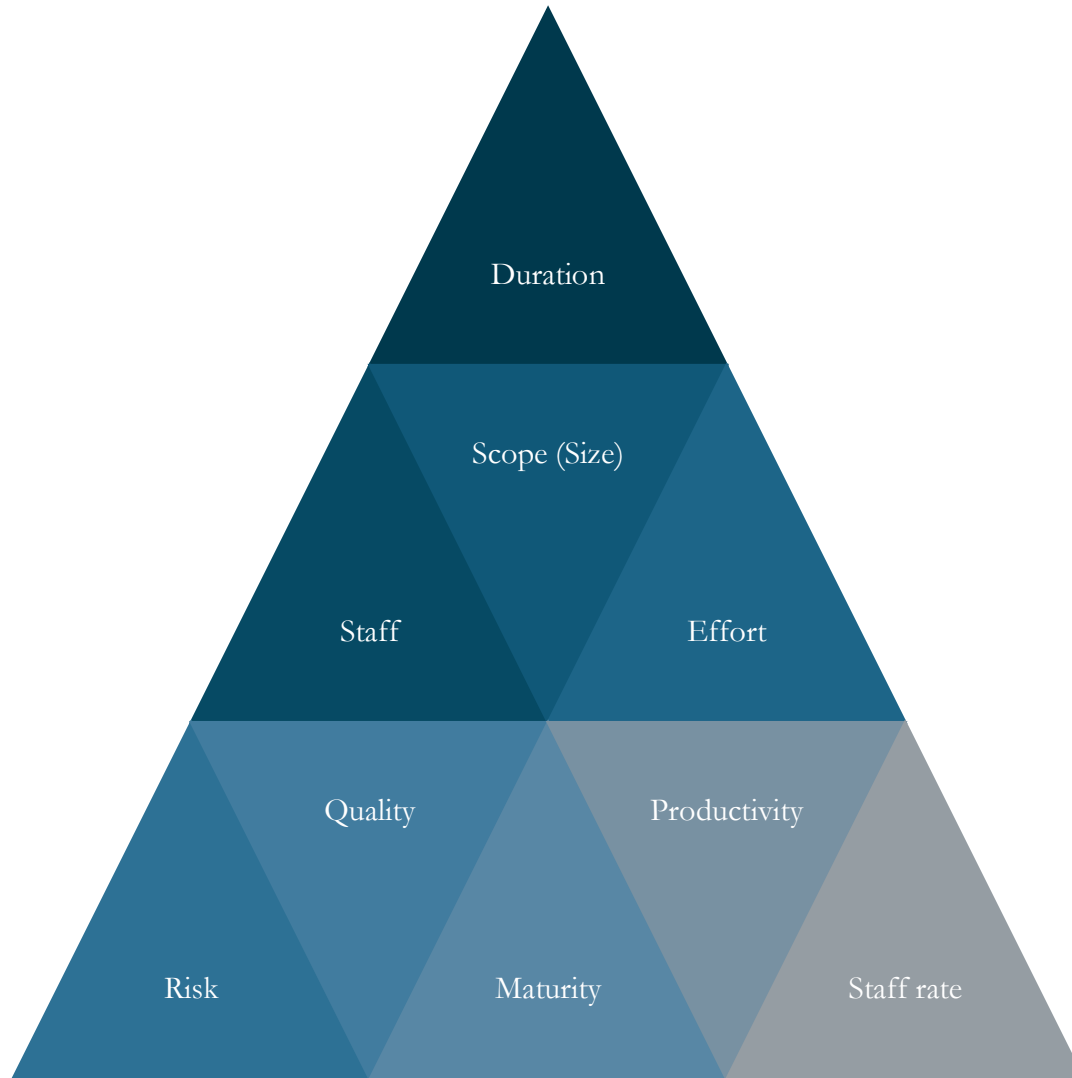 Duration
Scope (Size)
Staff
Effort
Quality
Productivity
Risk
Maturity
Staff rate